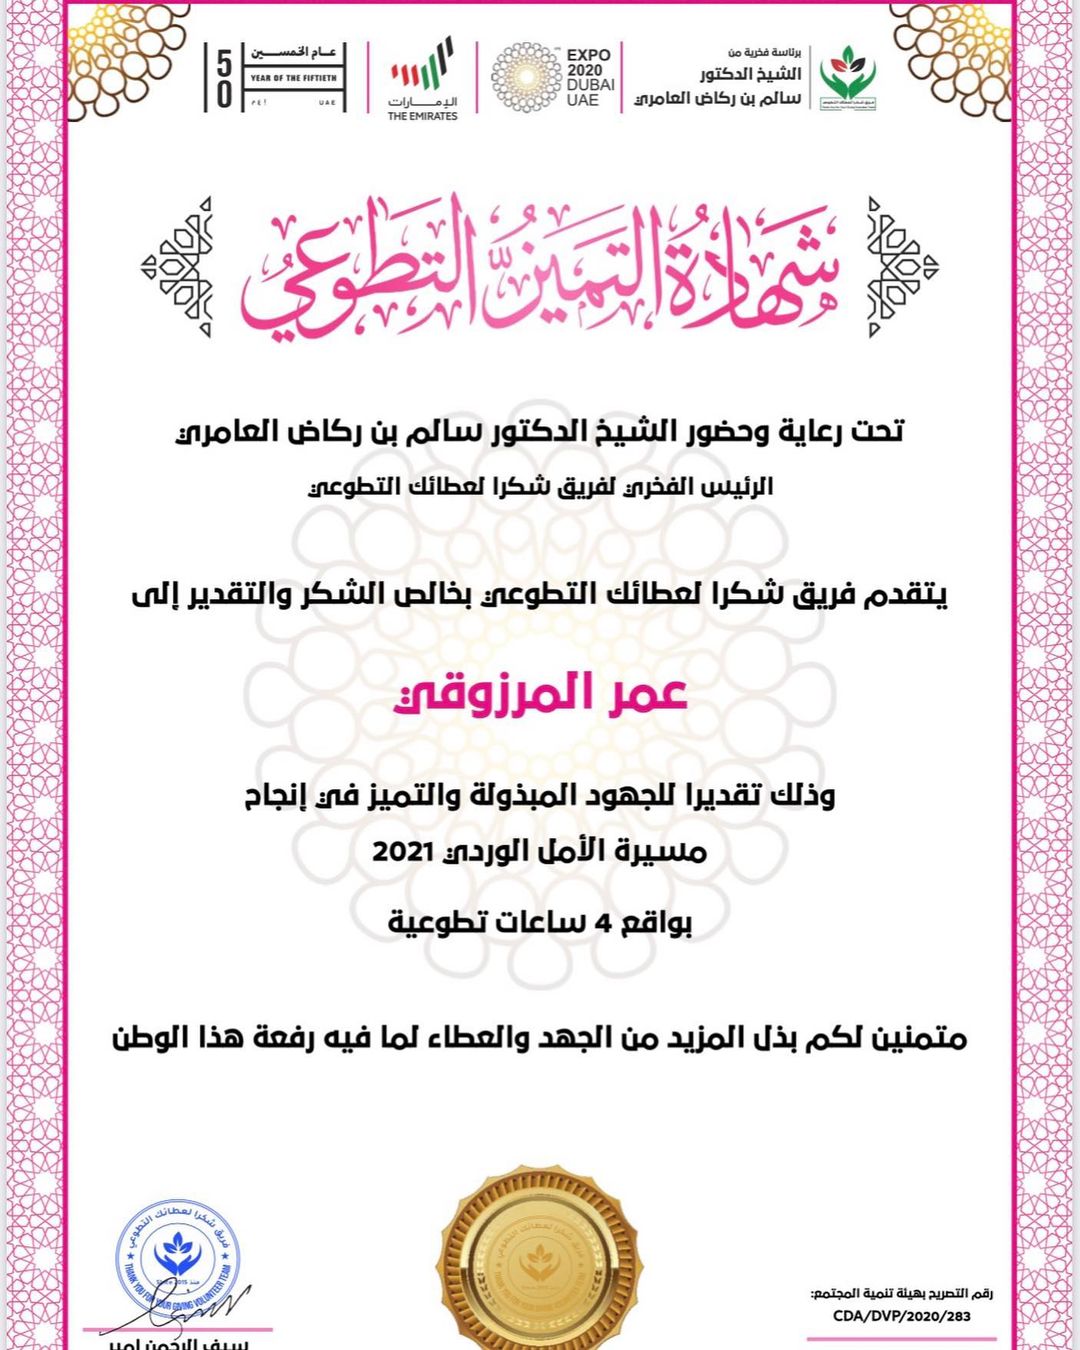 برئاسة فخرية من
الشيخ الدكتور
سالم بن ركاض العامري
EXPO
2020
DUBAI
UAE
الإمارات
THE EMIRATES
50
عام الخمسين
YEAR OF THE FIFTIETH
UAE
شهادة التميز التطوعي
تحت رعاية وحضور الشيخ الدكتور سالم بن ركاض العامري
الرئيس الفخري لفريق شكرا لعطائك التطوعي
يتقدم فريق شكرا لعطائك التطوعي بخالص الشكر والتقدير إلى
عمر المرزوقي
وذلك تقديرا للجهود المبذولة والتميز في إنجاح
مسيرة الأمل الوردي 2021
بواقع 4 ساعات تطوعية
متمنين لكم بذل المزيد من الجهد والعطاء لما فيه رفعة هذا الوطن
فريق شكرا لعطائك التطوعي
THANK YOU FOR YOUR GIVING VOLUNTEER TEAM
فريق شكرا لعطائك التطوعي
رقم التصريح بهيئة تنمية المجتمع:
CDA/DVP/2020/283